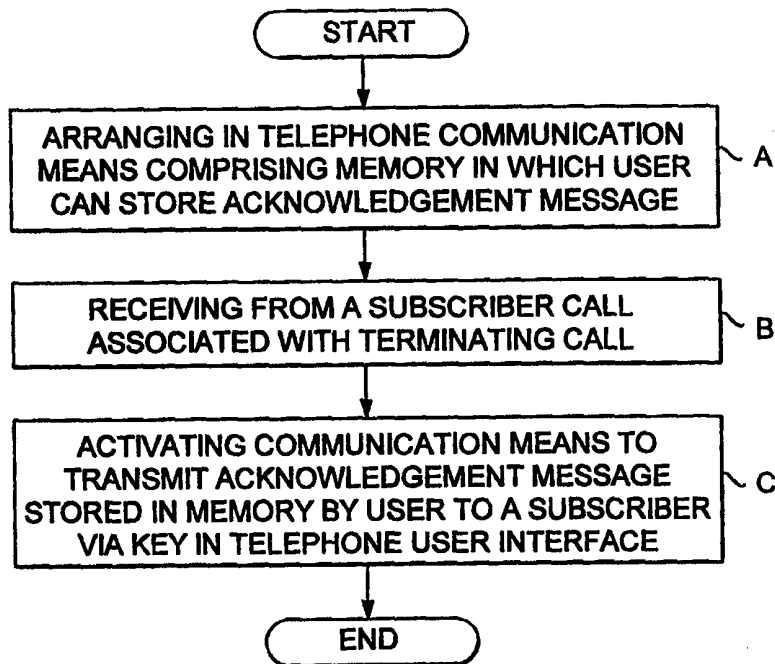 START
ARRANGING IN TELEPHONE COMMUNICATION
MEANS COMPRISING MEMORY IN WHICH USER
CAN STORE ACKNOWLEDGEMENT MESSAGE
A
RECEIVING FROM A SUBSCRIBER CALL
ASSOCIATED WITH TERMINATING CALL
B
ACTIVATING COMMUNICATION MEANS TO
TRANSMIT ACKNOWLEDGEMENT MESSAGE
STORED IN MEMORY BY USER TO A SUBSCRIBER
VIA KEY IN TELEPHONE USER INTERFACE
C
END